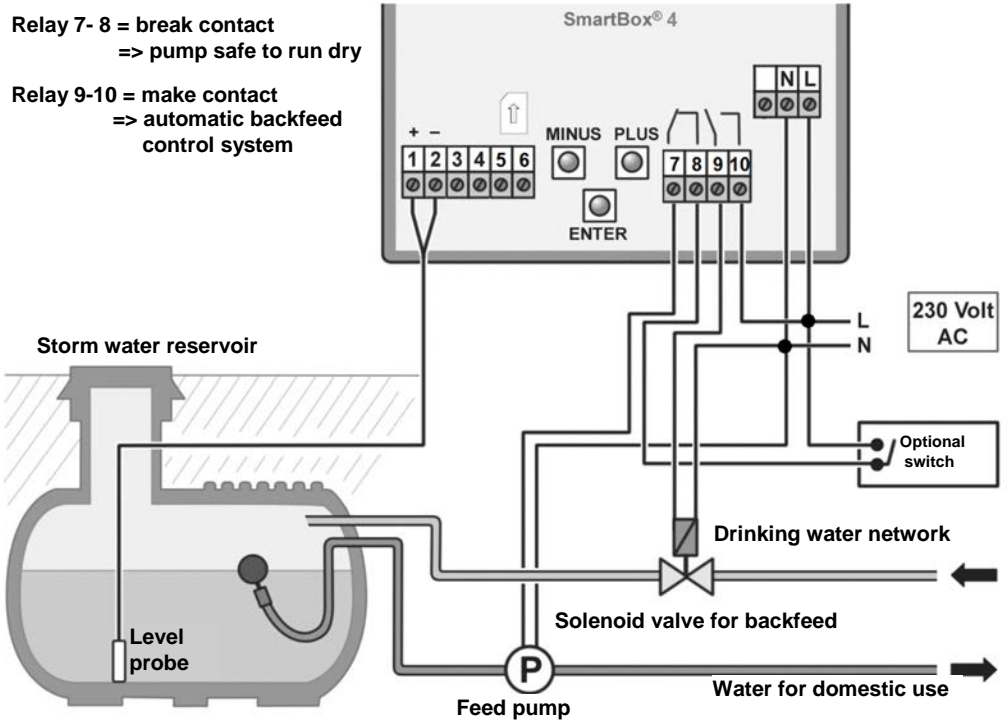 Relay 7- 8 = break contact
=> pump safe to run dry
Relay 9-10 = make contact
=> automatic backfeed
control system
SmartBox® 4
N L
+ −
MINUS PLUS
1 2 3 4 5 6
7 8 9 10
ENTER
L
N
230 Volt
AC
Storm water reservoir
Optional
switch
Drinking water network
Solenoid valve for backfeed
Level
probe
P
Water for domestic use
Feed pump